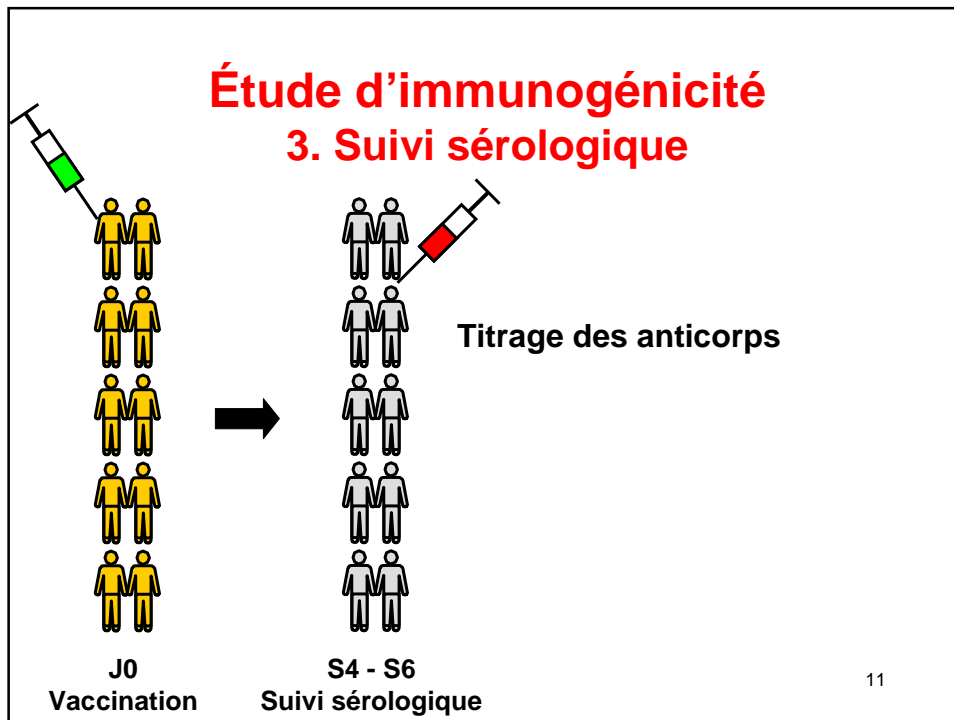 Étude d’immunogénicité
3. Suivi sérologique
Titrage des anticorps
J0
Vaccination
S4 - S6
Suivi sérologique
11